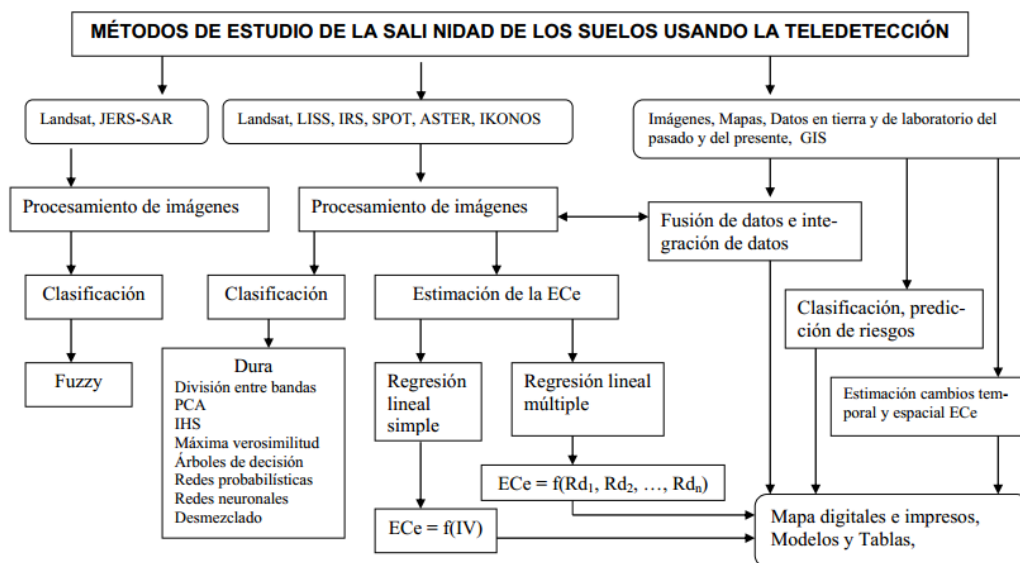 MÉTODOS DE ESTUDIO DE LA SALI NIDAD DE LOS SUELOS USANDO LA TELEDETECCIÓN
Landsat, JERS-SAR
Landsat, LISS, IRS, SPOT, ASTER, IKONOS
Imágenes, Mapas, Datos en tierra y de laboratorio del
pasado y del presente, GIS
Procesamiento de imágenes
Procesamiento de imágenes
Fusión de datos e inte-
gración de datos
Clasificación
Clasificación
Estimación de la ECe
Clasificación, predic-
ción de riesgos
Fuzzy
Dura
División entre bandas
PCA
IHS
Máxima verosimilitud
Árboles de decisión
Redes probabilísticas
Redes neuronales
Desmezclado
Regresión
lineal
simple
Regresión lineal
múltiple
Estimación cambios tem-
poral y espacial ECe
ECe = f(Rd₁, Rd₂, …, Rdₙ)
ECe = f(IV)
Mapa digitales e impresos,
Modelos y Tablas,